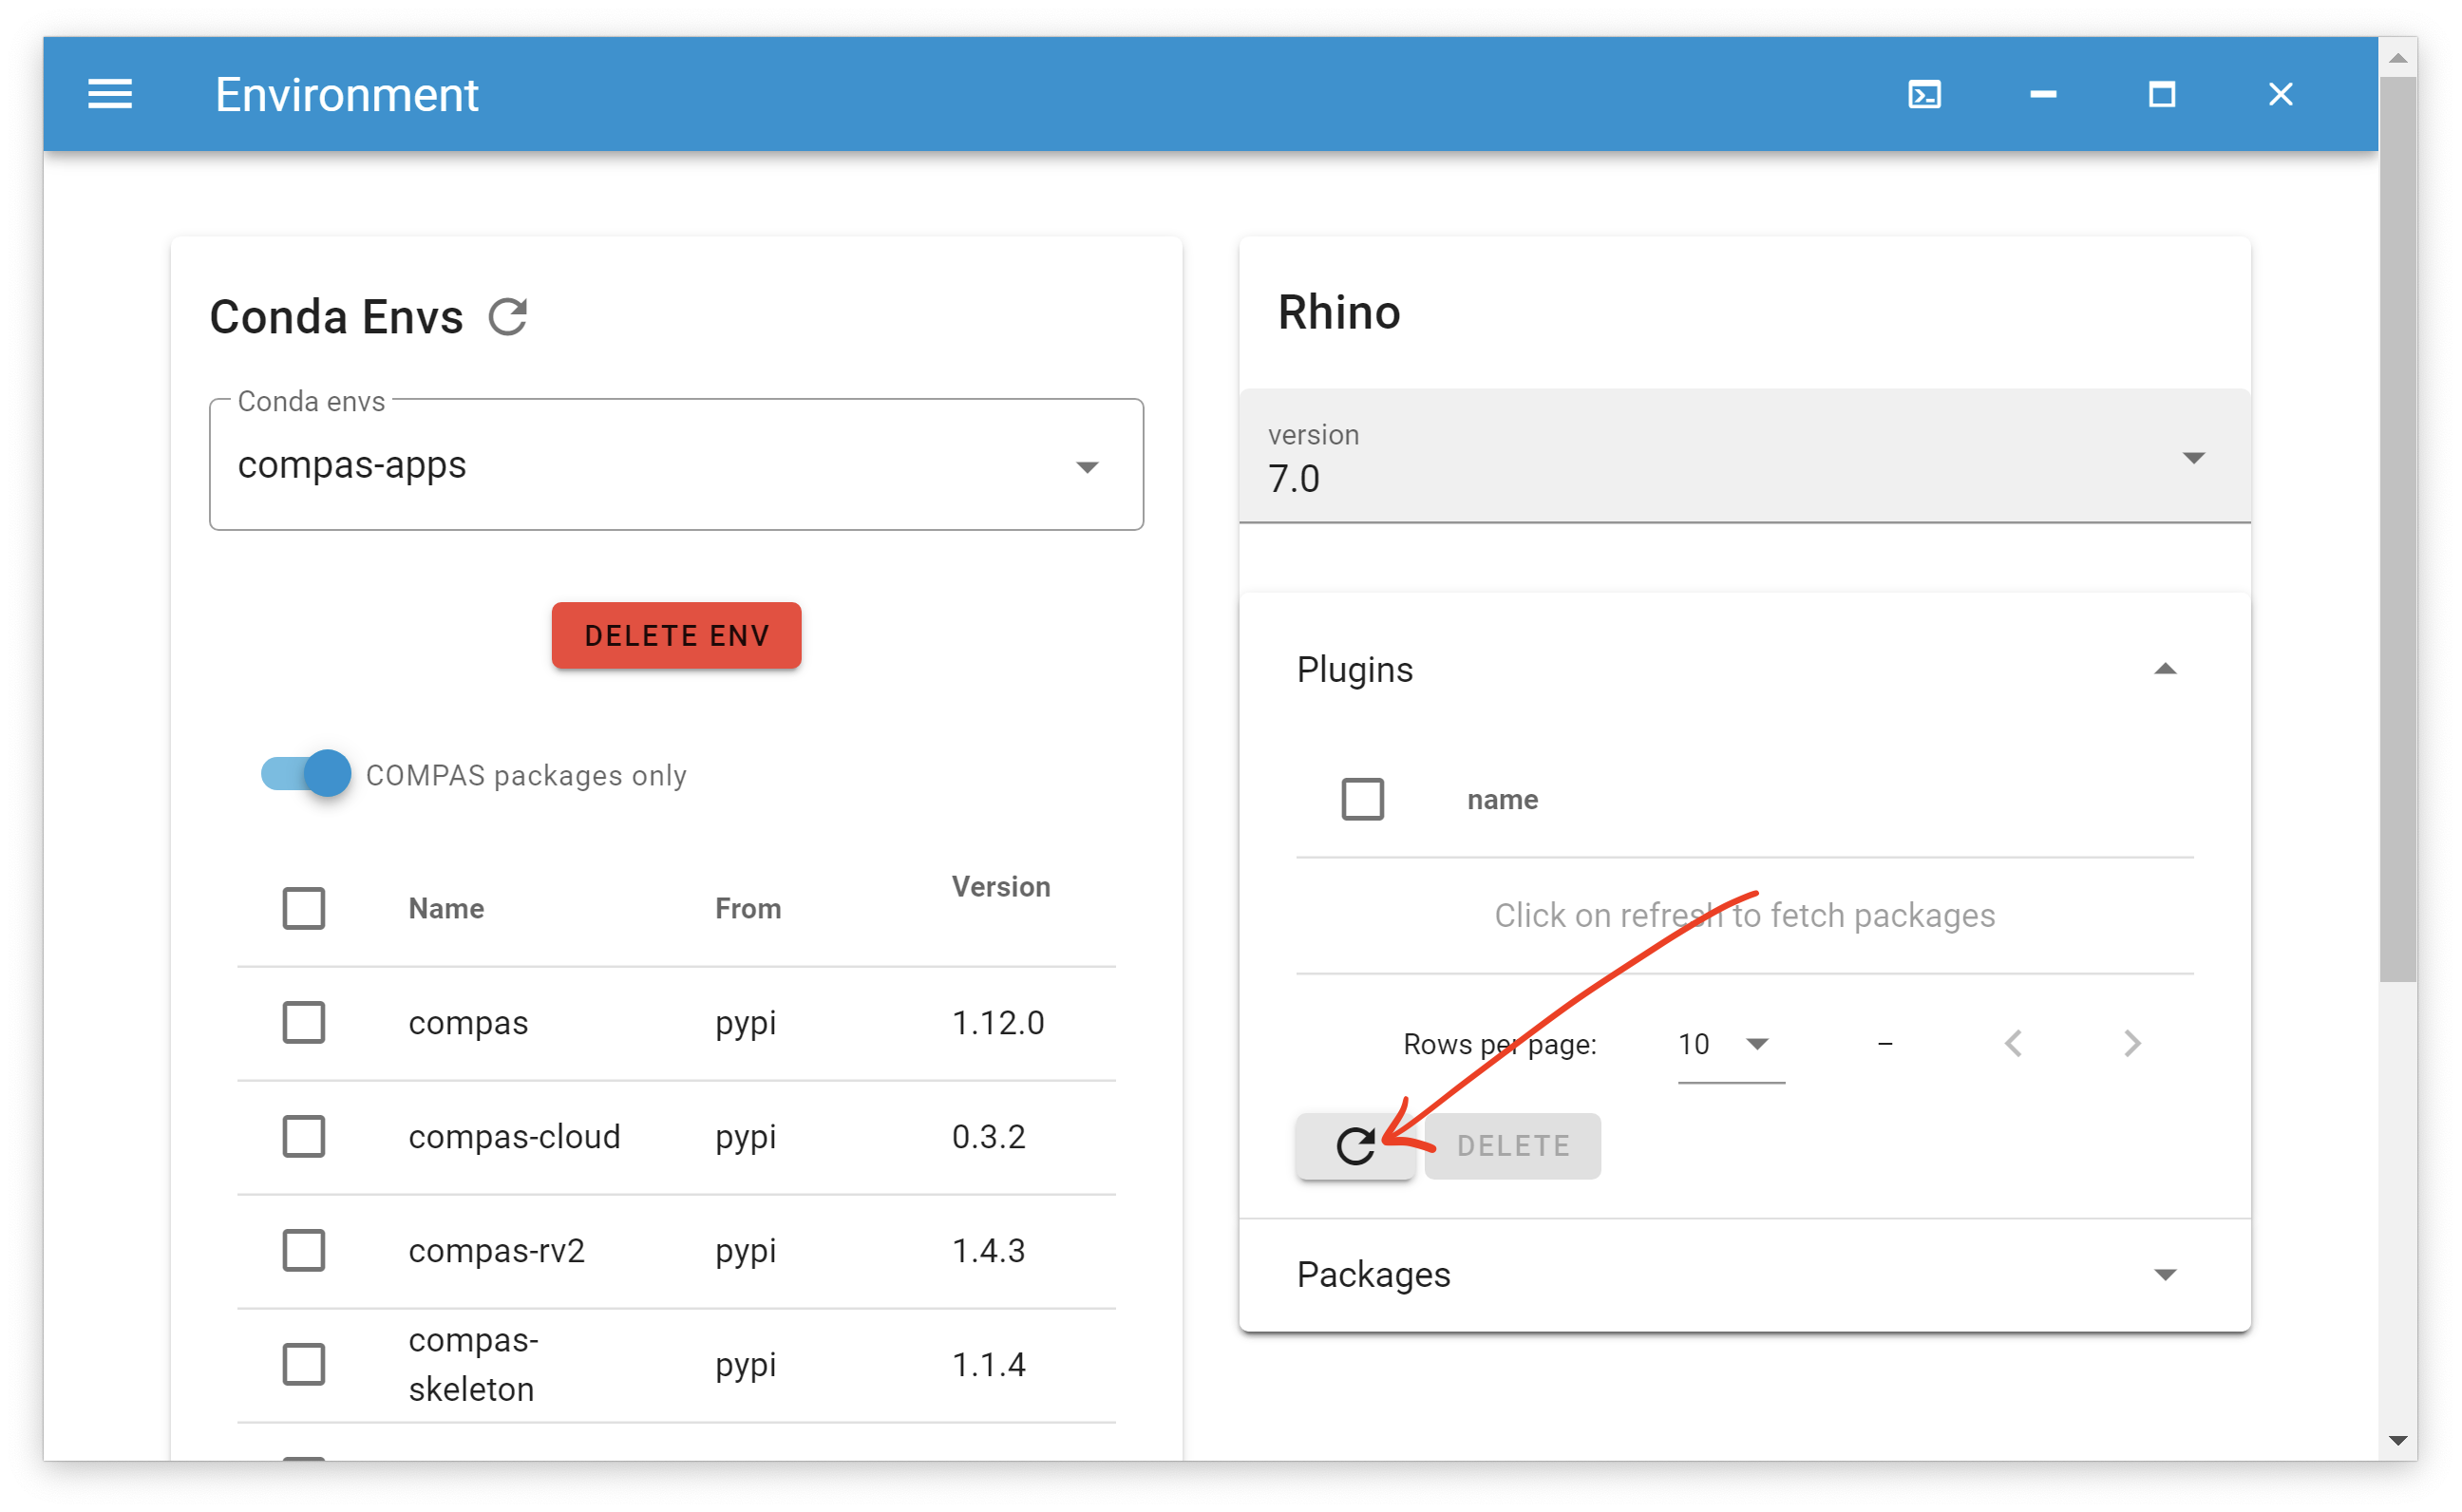 Environment
Conda Envs
Conda envs
compas-apps
DELETE ENV
COMPAS packages only
Name From Version
compas pypi 1.12.0
compas-cloud pypi 0.3.2
compas-rv2 pypi 1.4.3
compas-
skeleton pypi 1.1.4
Rhino
version
7.0
Plugins
name
Click on refresh to fetch packages
Rows per page: 10 –
DELETE
Packages